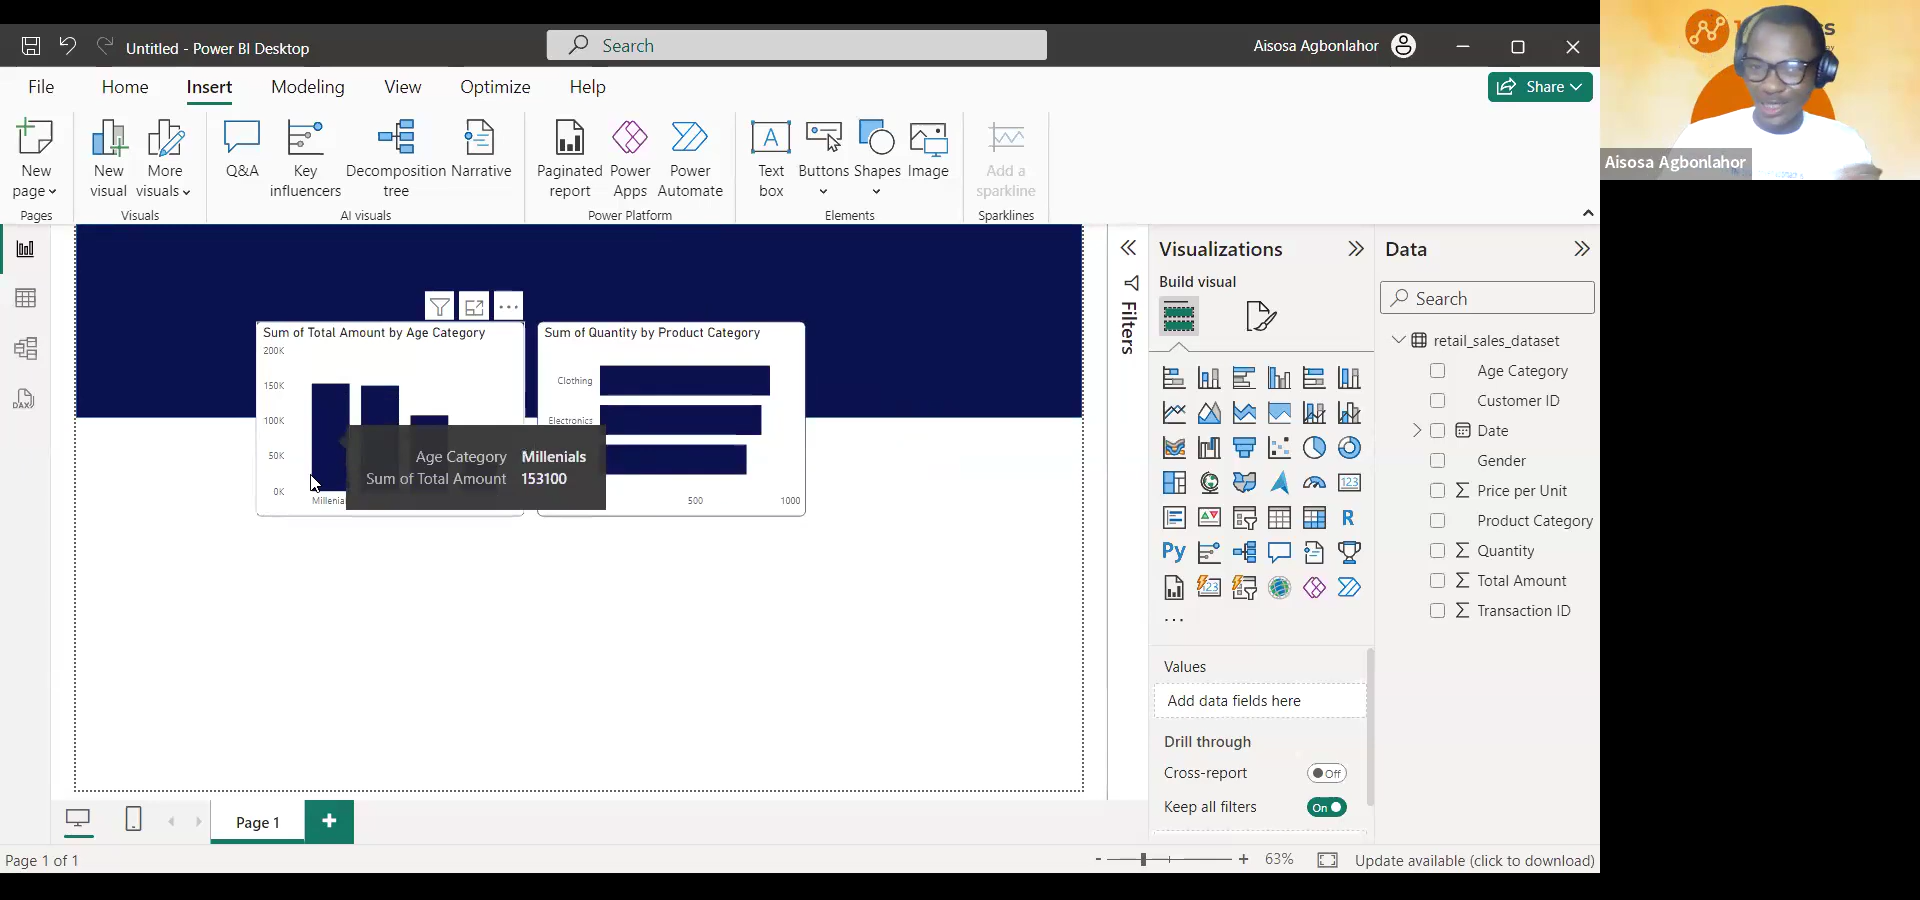 Untitled - Power BI Desktop
Search
Aisosa Agbonlahor
File
Home
Insert
Modeling
View
Optimize
Help
Share
New page
New visual
More visuals
Q&A
Key influencers
Decomposition tree
Narrative
Paginated report
Power Apps
Power Automate
Text box
Buttons
Shapes
Image
Add a sparkline
Pages
Visuals
AI visuals
Power Platform
Elements
Sparklines
Aisosa Agbonlahor
DAX
Sum of Total Amount by Age Category
200K
150K
100K
50K
0K
Age Category Millenials
Sum of Total Amount 153100
Sum of Quantity by Product Category
Clothing
Electronics
500
1000
Filters
Visualizations
Build visual
123
R
Py
123
...
Values
Add data fields here
Drill through
Cross-report
Off
Keep all filters
On
Data
Search
retail_sales_dataset
Age Category
Customer ID
Date
Gender
Price per Unit
Product Category
Quantity
Total Amount
Transaction ID
Page 1
Page 1 of 1
- + 63%
Update available (click to download)